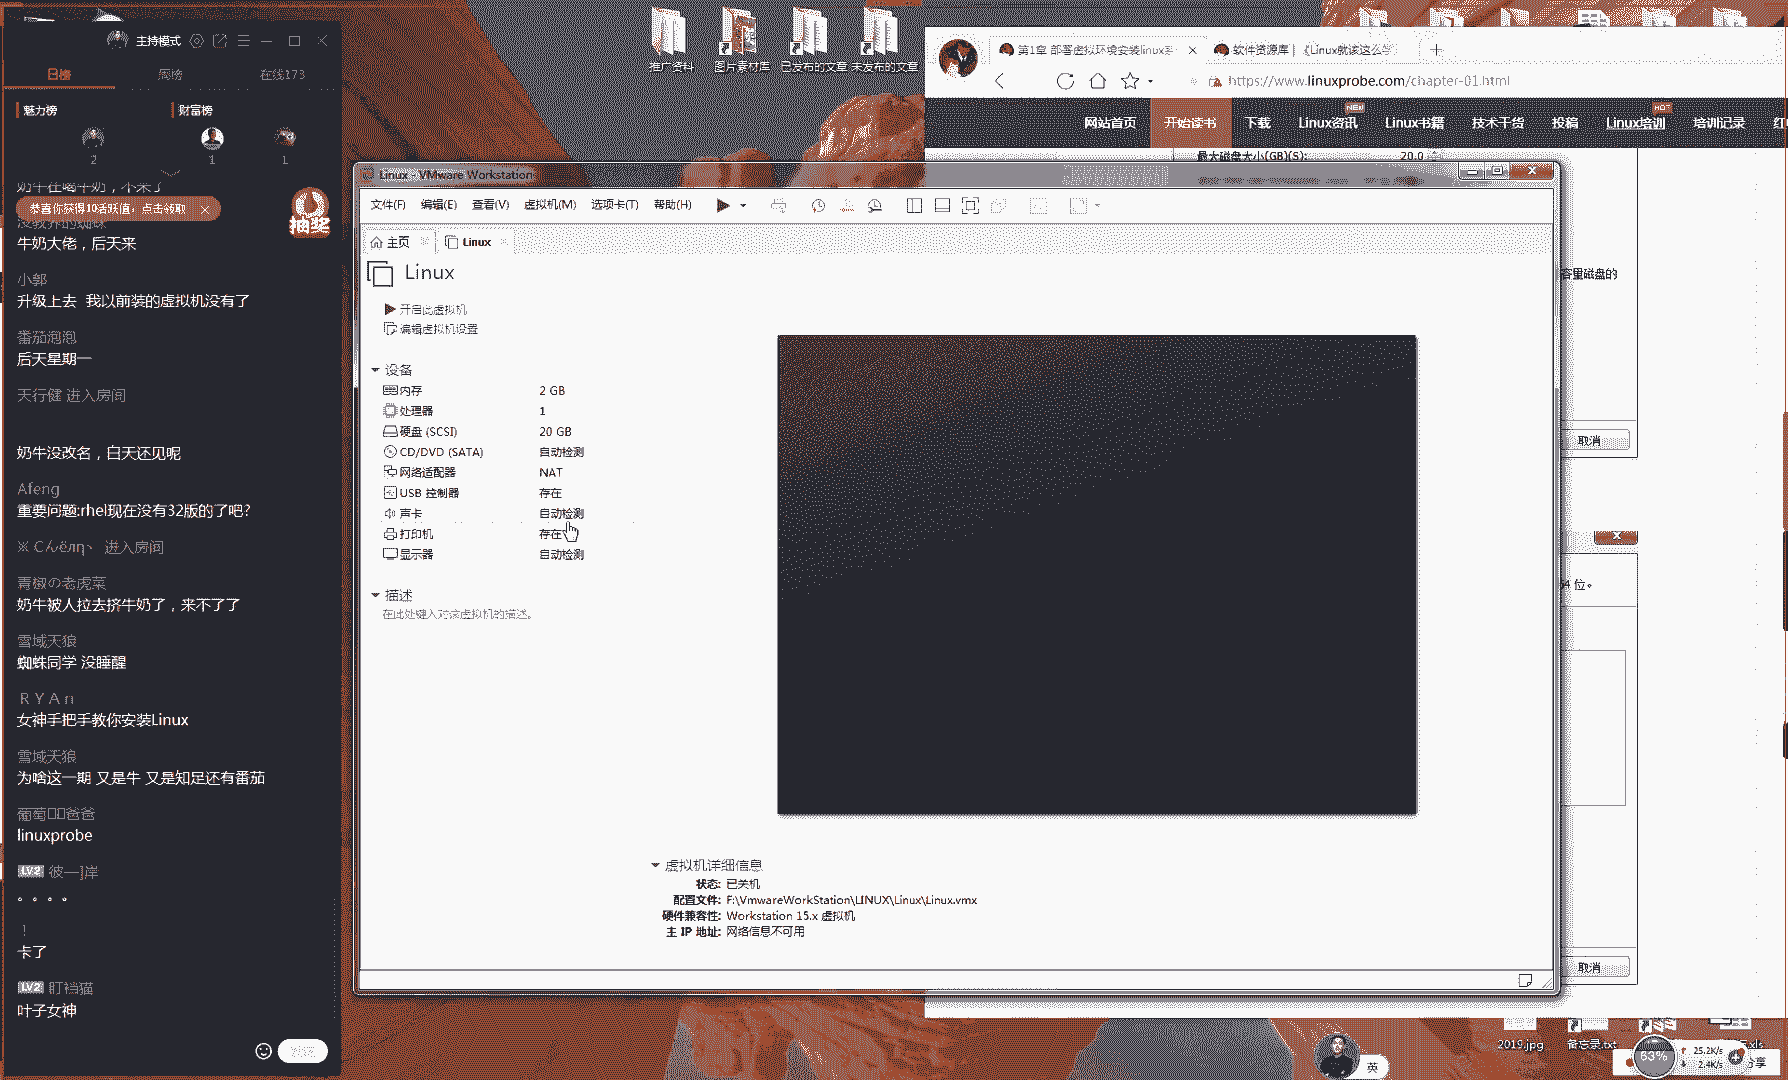 主持模式
日榜 周榜 在线173
魅力榜 财富榜
2 1 1
恭喜你获得10活跃值，点击领取
抽奖
牛奶大佬，后天来
小郭
升级上去 我以前装的虚拟机没有了
番茄泡泡
后天星期一
天行健 进入房间
奶牛没改名，白天还见呢
Afeng
重要问题:rhel现在没有32版的了吧?
进入房间
青椒の老虎菜
奶牛被人拉去挤牛奶了，来不了了
雪域天狼
蜘蛛同学 没睡醒
R Y A n
女神手把手教你安装Linux
雪域天狼
为啥这一期 又是牛 又是知足还有番茄
linuxprobe
LV2
。。。。
!
卡了
LV2 盯裆猫
叶子女神
推广资料 图片素材库 已发布的文章 未发布的文章
第1章 部署虚拟环境安装linux系
软件资源库 | 《Linux就该这么学
https://www.linuxprobe.com/chapter-01.html
网站首页 开始读书 下载 Linux资讯 NEW Linux书籍 技术干货 投稿 Linux培训 HOT 培训记录 红
最大磁盘大小(GB)(S): 20.0
Linux - VMware Workstation
文件(F) 编辑(E) 查看(V) 虚拟机(M) 选项卡(T) 帮助(H)
主页 Linux
Linux
开启此虚拟机
编辑虚拟机设置
设备
内存 2 GB
处理器 1
硬盘 (SCSI) 20 GB
CD/DVD (SATA) 自动检测
网络适配器 NAT
USB 控制器 存在
声卡 自动检测
打印机 存在
显示器 自动检测
描述
在此处键入对该虚拟机的描述。
虚拟机详细信息
状态: 已关机
配置文件: F:\VmwareWorkStation\LINUX\Linux\Linux.vmx
硬件兼容性: Workstation 15.x 虚拟机
主 IP 地址: 网络信息不可用
容里磁盘的
取消
64 位。
取消
2019.jpg 备忘录.txt .xls
英
63%
25.2K/s
2.4K/s
分享